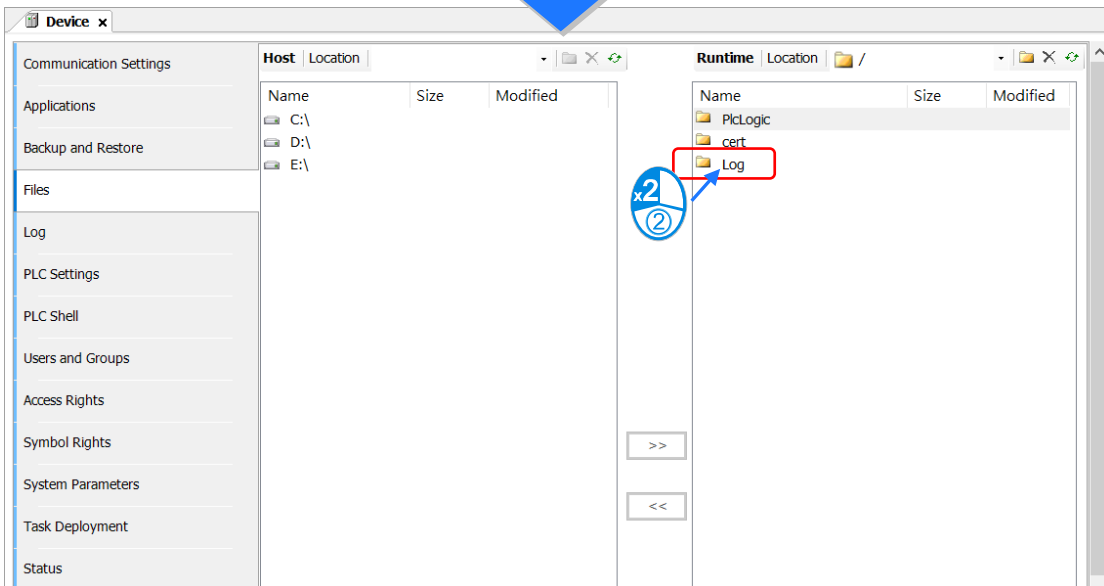 Device x
Communication Settings
Applications
Backup and Restore
Files
Log
PLC Settings
PLC Shell
Users and Groups
Access Rights
Symbol Rights
System Parameters
Task Deployment
Status
Host Location
Name Size Modified
C:\
D:\
E:\
>>
<<
Runtime Location /
Name Size Modified
PlcLogic
cert
Log
x2
②